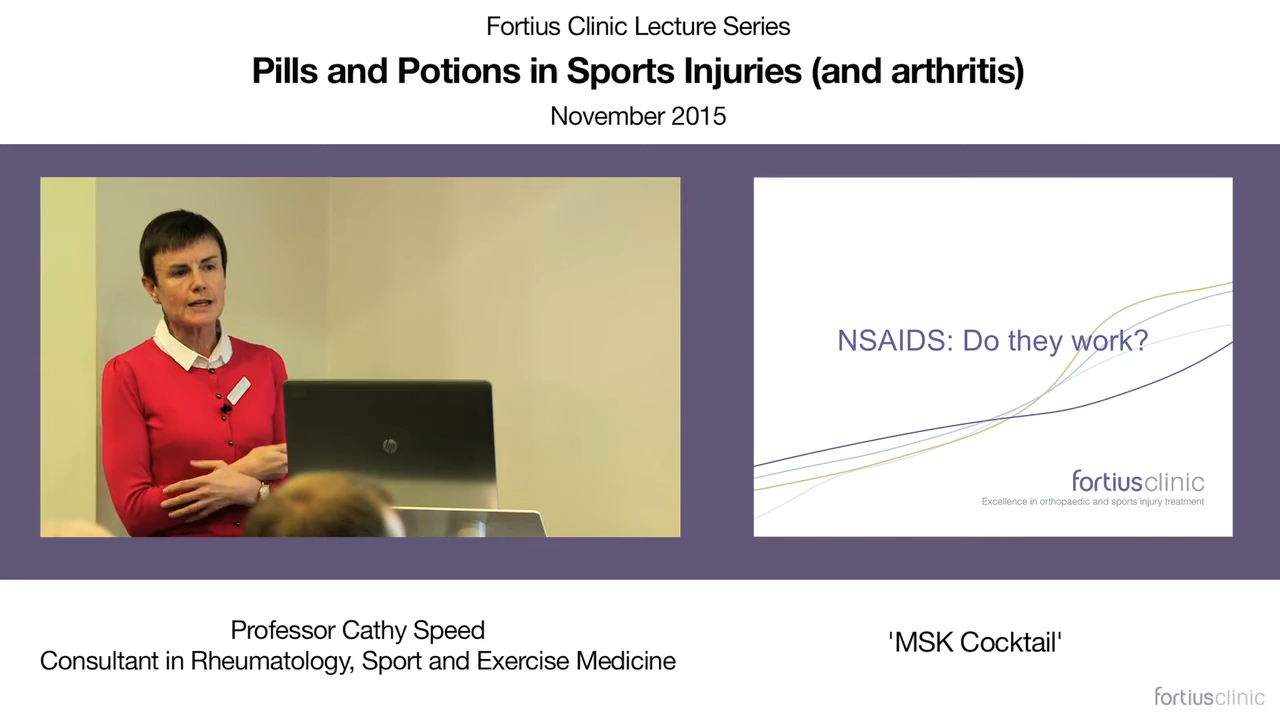 Fortius Clinic Lecture Series
Pills and Potions in Sports Injuries (and arthritis)
November 2015
NSAIDS: Do they work?
fortiusclinic
Excellence in orthopaedic and sports injury treatment
hp
Professor Cathy Speed
Consultant in Rheumatology, Sport and Exercise Medicine
'MSK Cocktail'
fortiusclinic